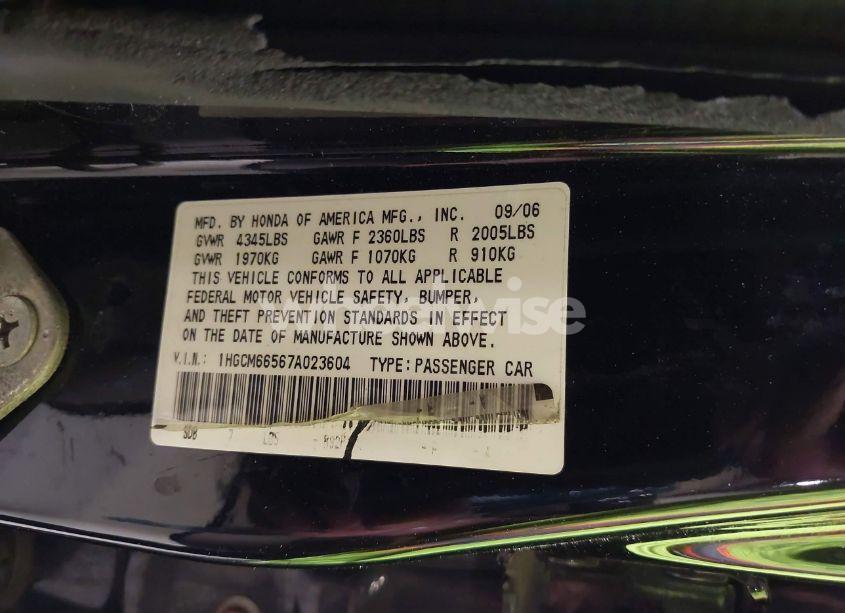 MFD. BY HONDA OF AMERICA MFG., INC. 09/06
GVWR 4345LBS GAWR F 2360LBS R 2005LBS
GVWR 1970KG GAWR F 1070KG R 910KG
THIS VEHICLE CONFORMS TO ALL APPLICABLE
FEDERAL MOTOR VEHICLE SAFETY, BUMPER,
AND THEFT PREVENTION STANDARDS IN EFFECT
ON THE DATE OF MANUFACTURE SHOWN ABOVE.
V.I.N.: 1HGCM66567A023604 TYPE: PASSENGER CAR